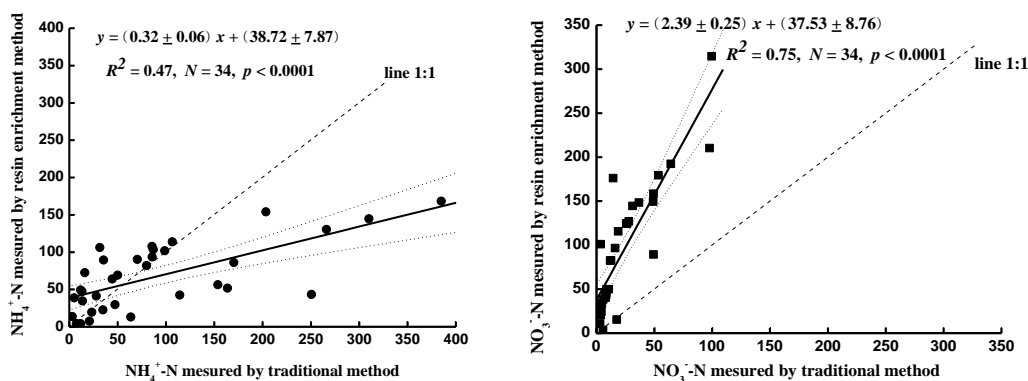 y = (0.32 ± 0.06) x + (38.72 ± 7.87)
R² = 0.47, N = 34, p < 0.0001
line 1:1
NH₄⁺-N mesured by resin enrichment method
400
350
300
250
200
150
100
50
0
0 50 100 150 200 250 300 350 400
NH₄⁺-N mesured by traditional method
y = (2.39 ± 0.25) x + (37.53 ± 8.76)
R² = 0.75, N = 34, p < 0.0001
line 1:1
NO₃⁻-N mesured by resin enrichment method
350
300
250
200
150
100
50
0
0 50 100 150 200 250 300 350
NO₃⁻-N mesured by traditional method